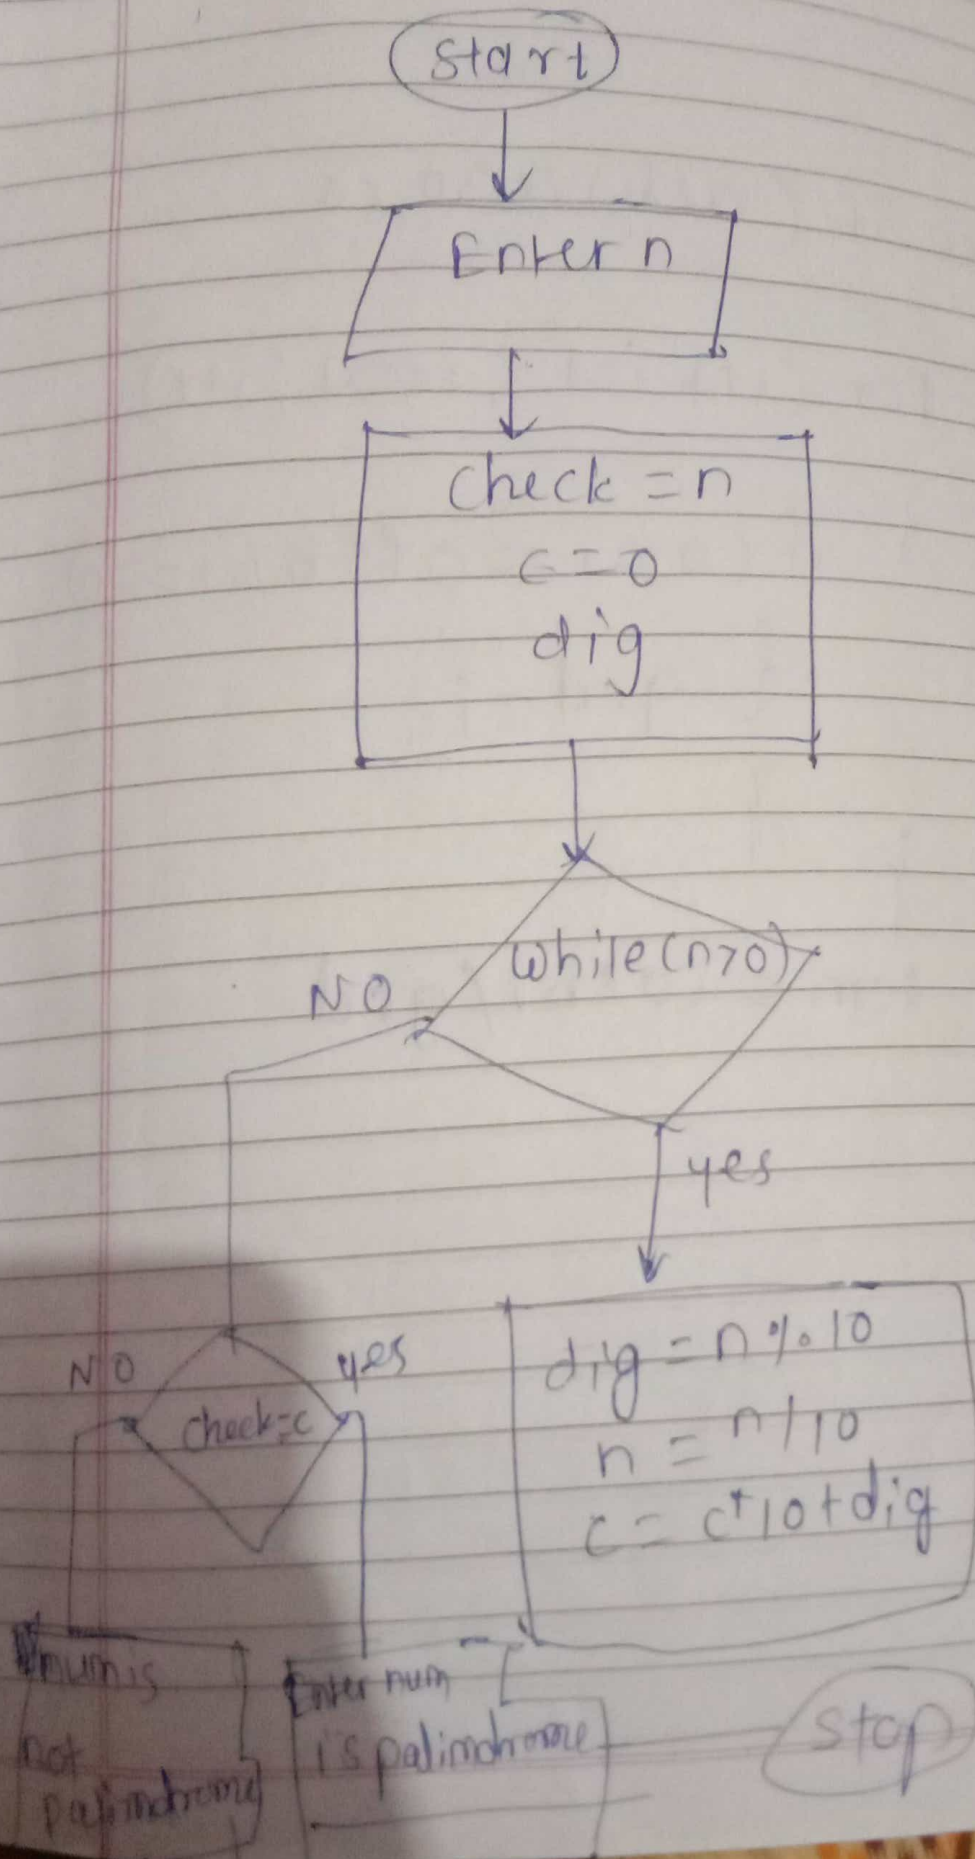 Start
Enter n
check = n
c = 0
dig
while (n>0)
NO
yes
dig = n % 10
n = n/10
c = c*10+dig
NO
yes
check=c
num is
not
palindrome
Enter num
is palindrome
Stop